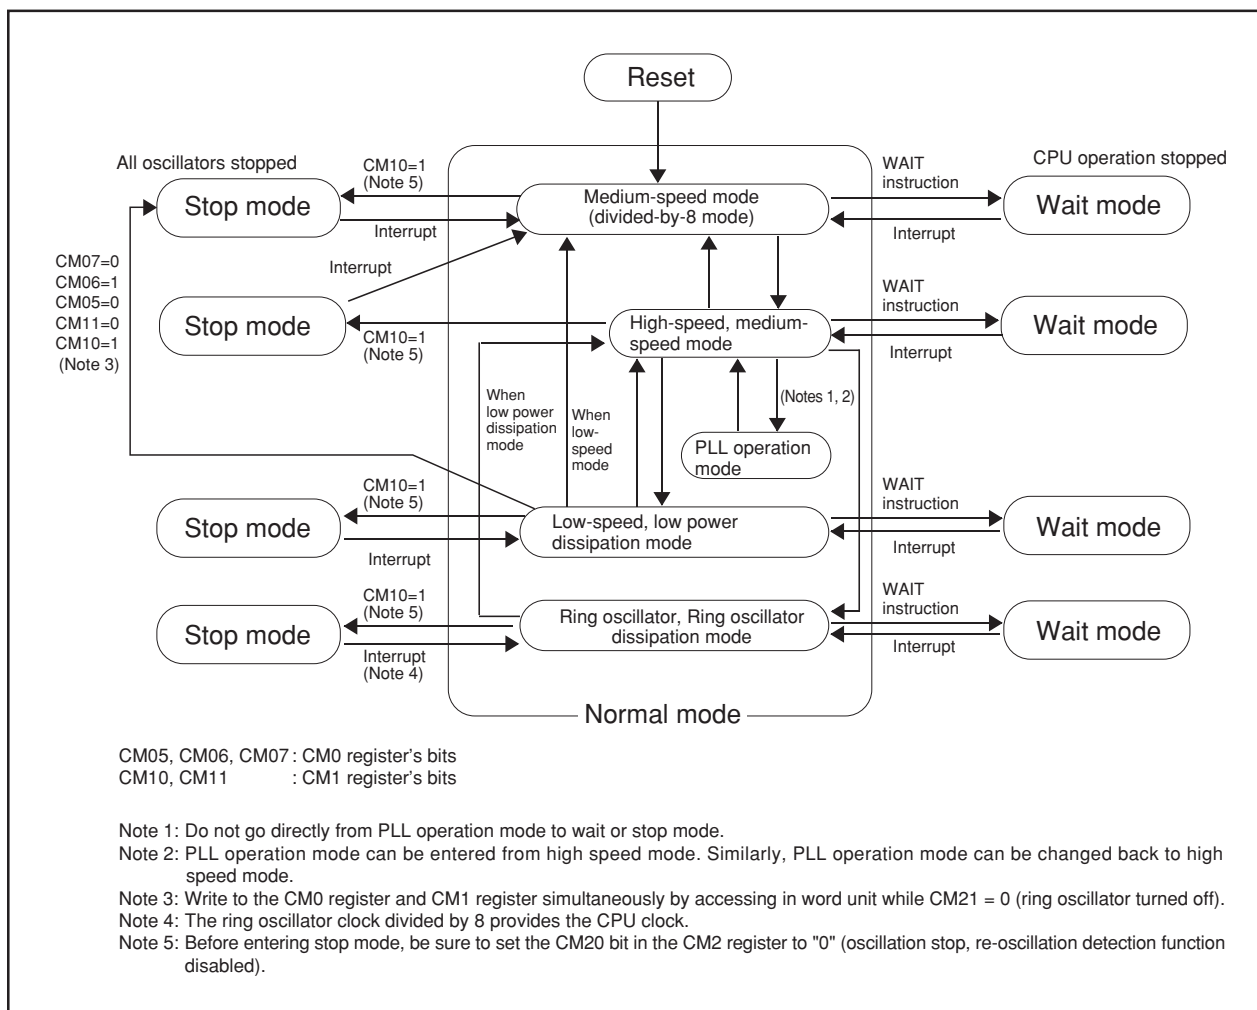 Reset
All oscillators stopped
CM10=1
(Note 5)
WAIT
instruction
CPU operation stopped
Stop mode
Medium-speed mode
(divided-by-8 mode)
Wait mode
Interrupt
Interrupt
CM07=0
CM06=1
CM05=0
CM11=0
CM10=1
(Note 3)
Interrupt
WAIT
instruction
Stop mode
CM10=1
(Note 5)
High-speed, medium-
speed mode
Wait mode
Interrupt
When
low power
dissipation
mode
When
low-
speed
mode
(Notes 1, 2)
PLL operation
mode
CM10=1
(Note 5)
WAIT
instruction
Stop mode
Low-speed, low power
dissipation mode
Wait mode
Interrupt
Interrupt
CM10=1
(Note 5)
WAIT
instruction
Stop mode
Ring oscillator, Ring oscillator
dissipation mode
Wait mode
Interrupt
(Note 4)
Interrupt
Normal mode
CM05, CM06, CM07 : CM0 register's bits
CM10, CM11 : CM1 register's bits
Note 1: Do not go directly from PLL operation mode to wait or stop mode.
Note 2: PLL operation mode can be entered from high speed mode. Similarly, PLL operation mode can be changed back to high
speed mode.
Note 3: Write to the CM0 register and CM1 register simultaneously by accessing in word unit while CM21 = 0 (ring oscillator turned off).
Note 4: The ring oscillator clock divided by 8 provides the CPU clock.
Note 5: Before entering stop mode, be sure to set the CM20 bit in the CM2 register to "0" (oscillation stop, re-oscillation detection function
disabled).